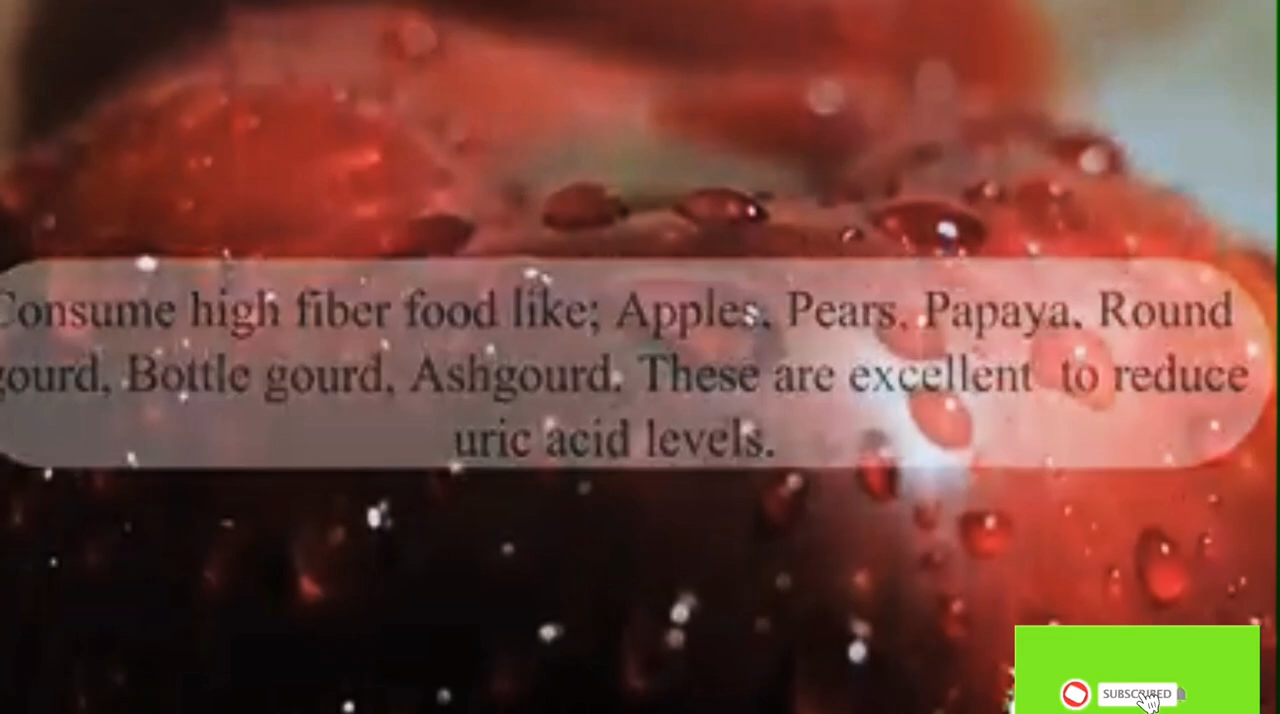 Consume high fiber food like; Apples, Pears, Papaya, Round
gourd, Bottle gourd, Ashgourd. These are excellent to reduce
uric acid levels.
SUBSCRIBED